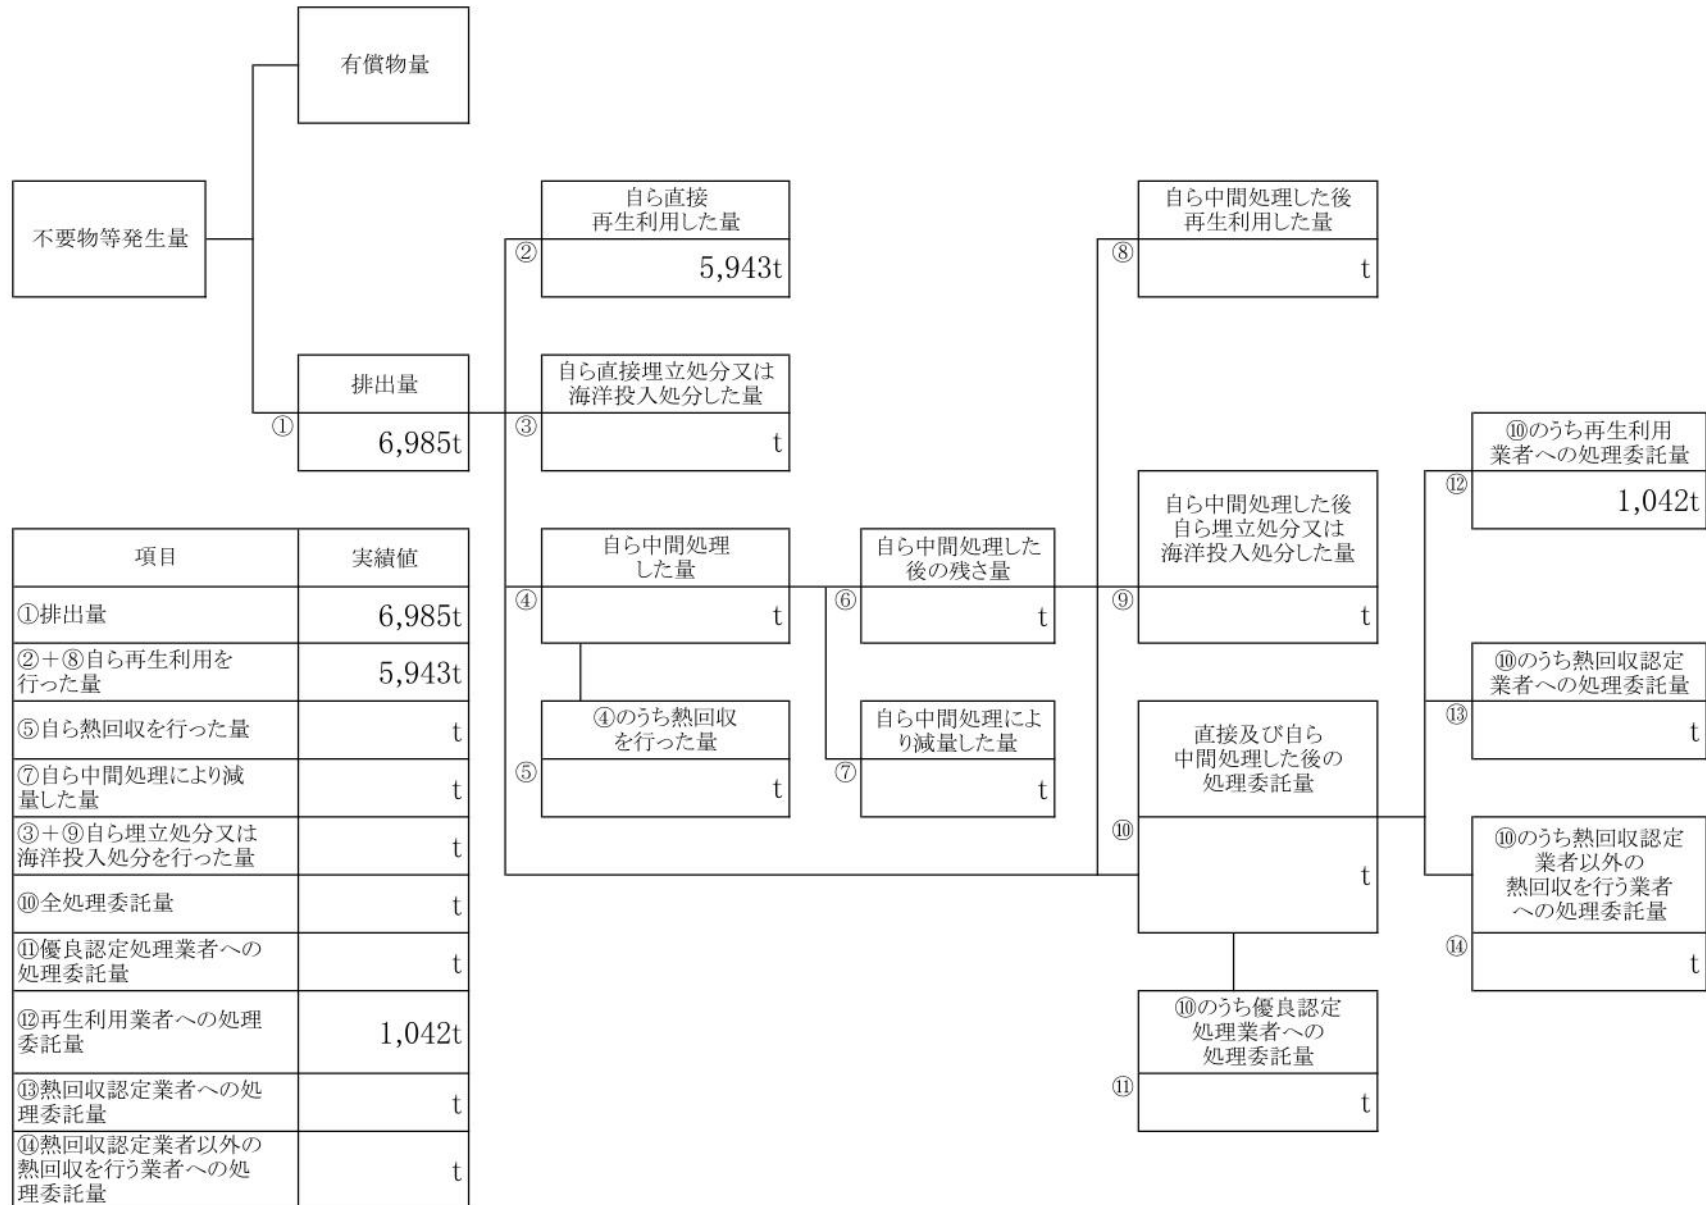 有償物量
不要物等発生量
自ら直接
再生利用した量
②
5,943t
自ら中間処理した後
再生利用した量
⑧
t
排出量
①
6,985t
自ら直接埋立処分又は
海洋投入処分した量
③
t
⑩のうち再生利用
業者への処理委託量
⑫
1,042t
自ら中間処理
した量
④
t
自ら中間処理した
後の残さ量
⑥
t
自ら中間処理した後
自ら埋立処分又は
海洋投入処分した量
⑨
t
⑩のうち熱回収認定
業者への処理委託量
⑬
t
④のうち熱回収
を行った量
⑤
t
自ら中間処理によ
り減量した量
⑦
t
直接及び自ら
中間処理した後の
処理委託量
⑩
t
⑩のうち熱回収認定
業者以外の
熱回収を行う業者
への処理委託量
⑭
t
⑩のうち優良認定
処理業者への
処理委託量
⑪
t
項目 実績値
①排出量 6,985t
②+⑧自ら再生利用を
行った量 5,943t
⑤自ら熱回収を行った量 t
⑦自ら中間処理により減
量した量 t
③+⑨自ら埋立処分又は
海洋投入処分を行った量 t
⑩全処理委託量 t
⑪優良認定処理業者への
処理委託量 t
⑫再生利用業者への処理
委託量 1,042t
⑬熱回収認定業者への処
理委託量 t
⑭熱回収認定業者以外の
熱回収を行う業者への処
理委託量 t